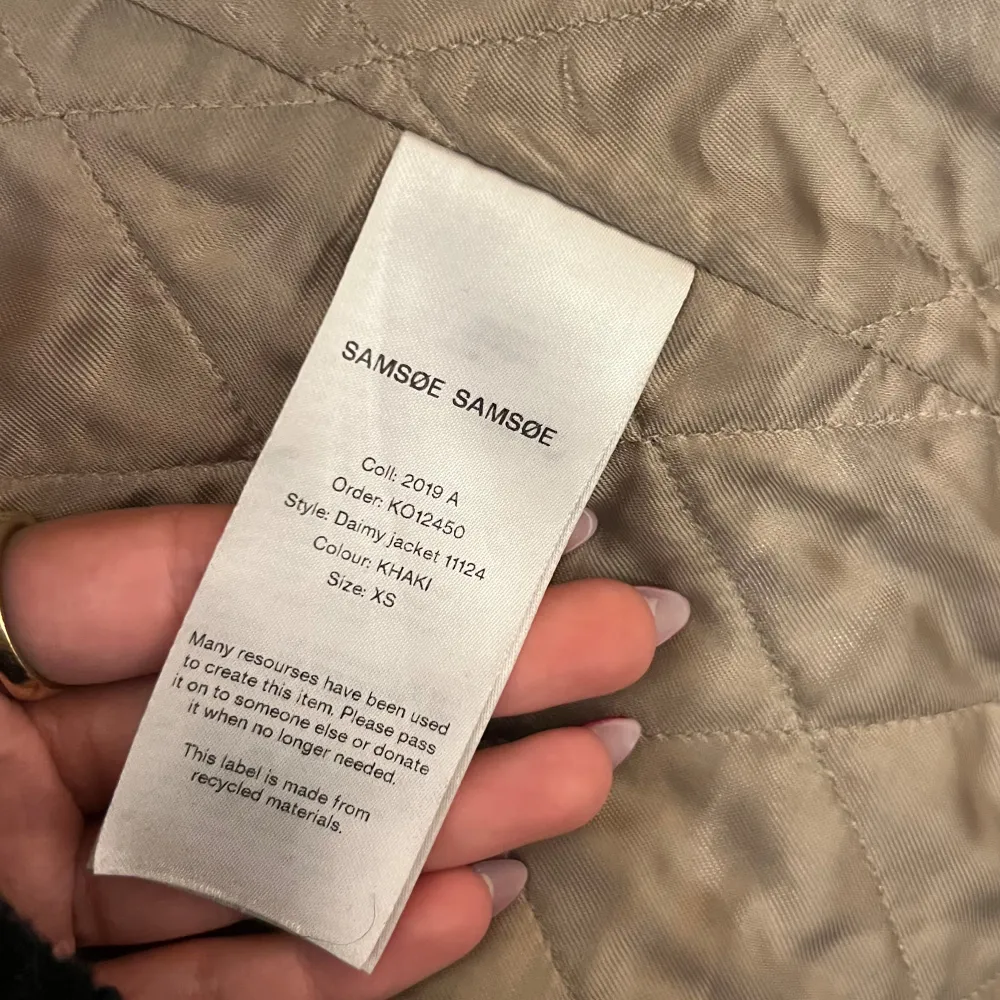 SAMSØE SAMSØE
Coll: 2019 A
Order: KO12450
Style: Daimy jacket 11124
Colour: KHAKI
Size: XS
Many resourses have been used
to create this item. Please pass
it on to someone else or donate
it when no longer needed.
This label is made from
recycled materials.